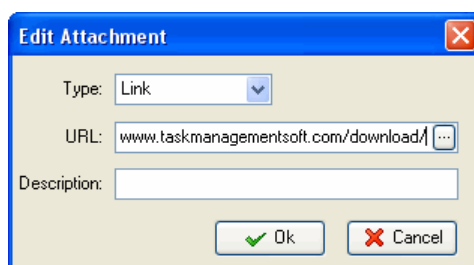 Edit Attachment
Type: Link
URL: www.taskmanagementsoft.com/download/ ...
Description:
Ok Cancel